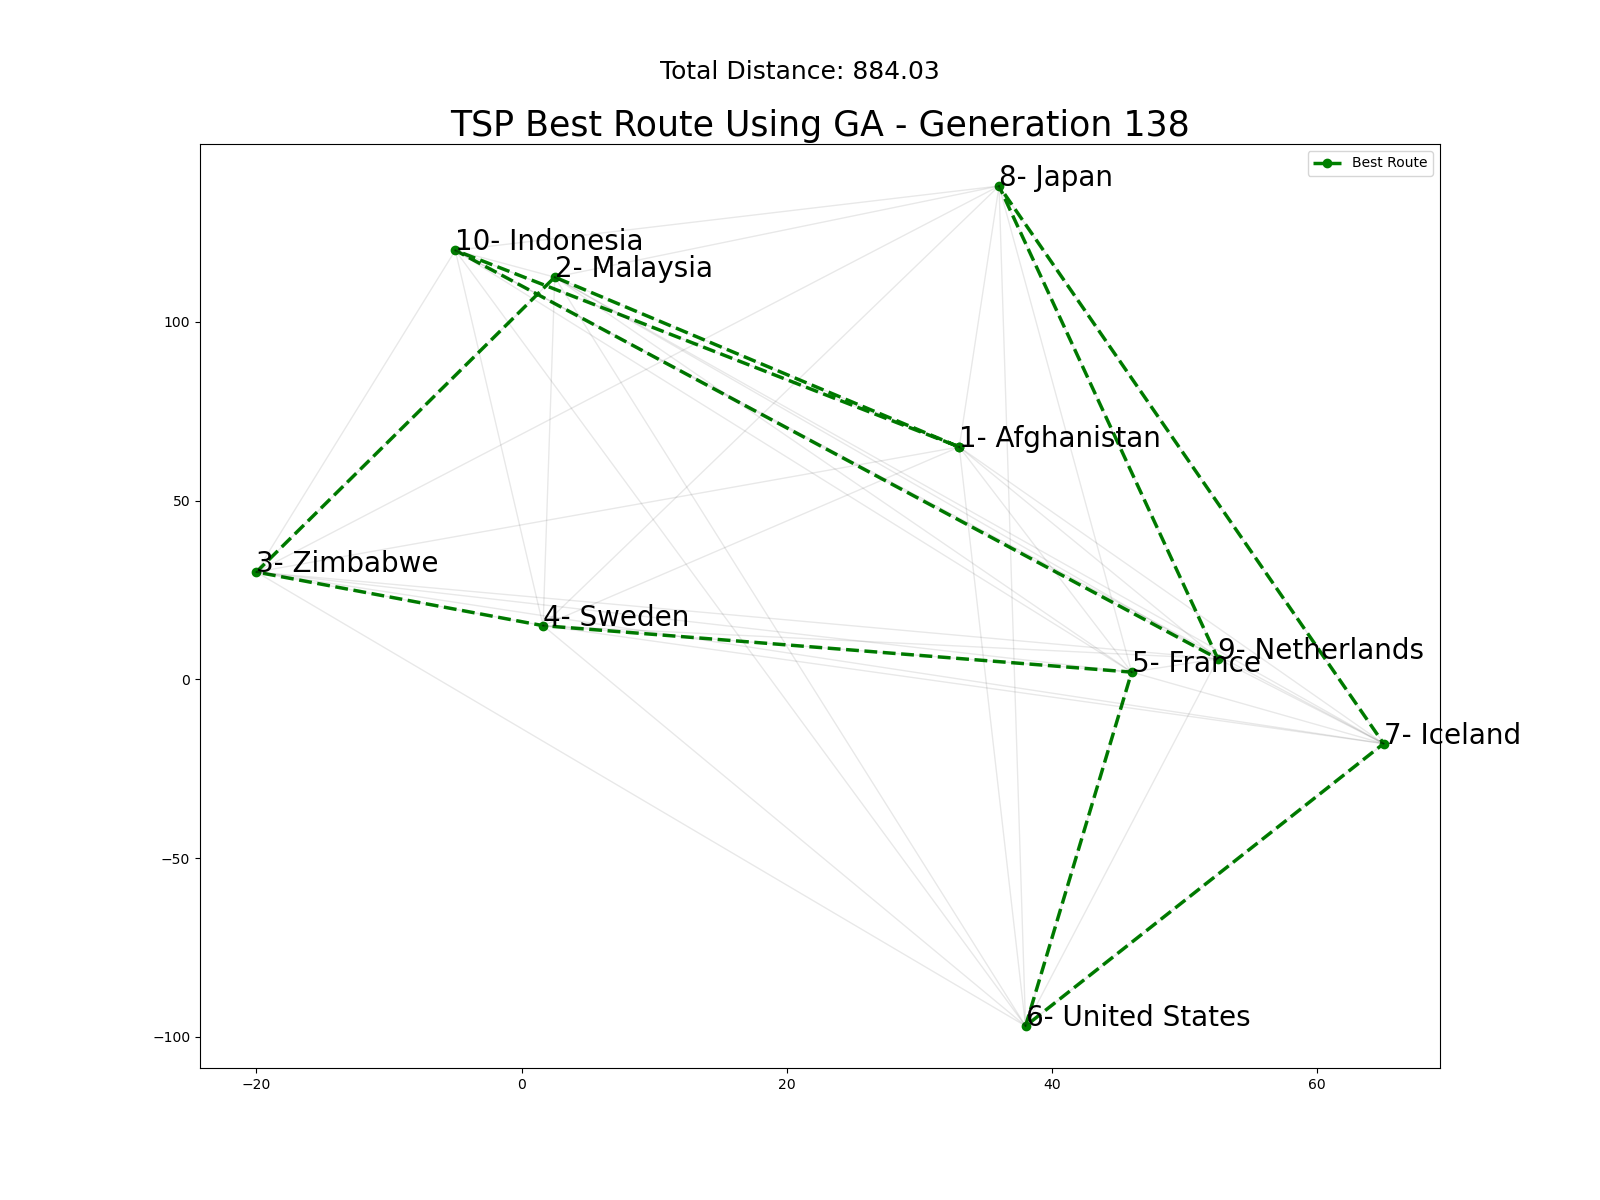 Total Distance: 884.03
TSP Best Route Using GA - Generation 138
Best Route
8- Japan
10- Indonesia
2- Malaysia
1- Afghanistan
3- Zimbabwe
4- Sweden
9- Netherlands
5- France
7- Iceland
6- United States
100
50
0
−50
−100
−20
0
20
40
60